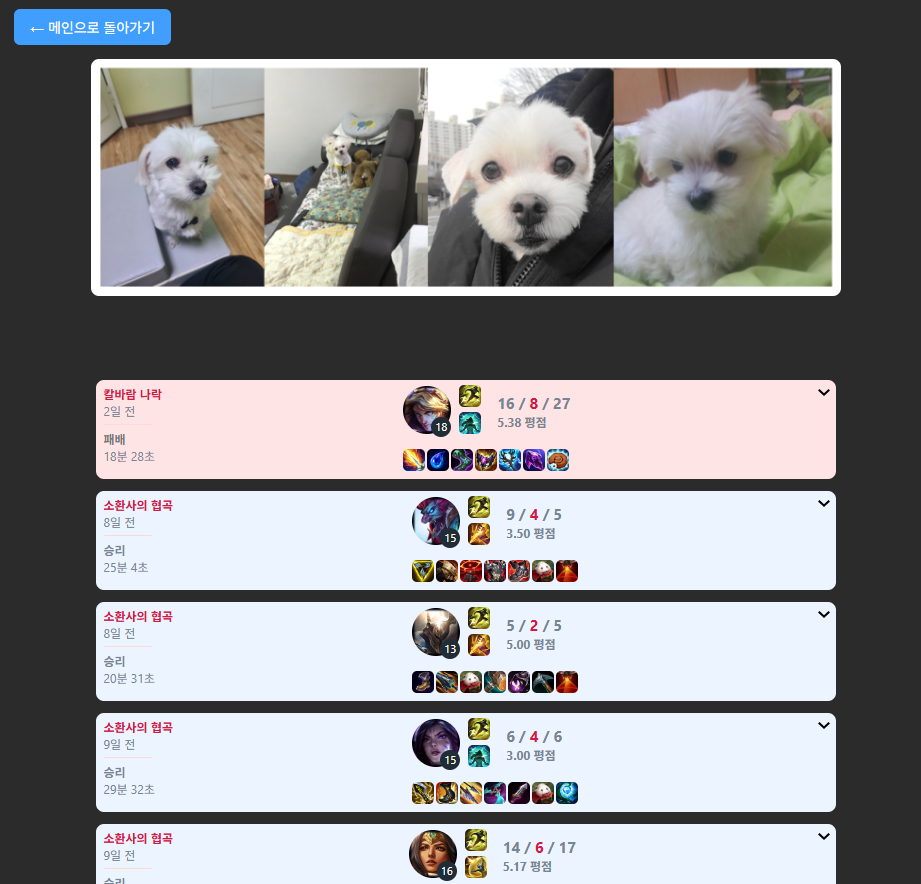 ← 메인으로 돌아가기
칼바람 나락
2일 전
패배
18분 28초
18
16 / 8 / 27
5.38 평점
소환사의 협곡
8일 전
승리
25분 4초
15
9 / 4 / 5
3.50 평점
소환사의 협곡
8일 전
승리
20분 31초
13
5 / 2 / 5
5.00 평점
소환사의 협곡
9일 전
승리
29분 32초
15
6 / 4 / 6
3.00 평점
소환사의 협곡
9일 전
승리
16
14 / 6 / 17
5.17 평점